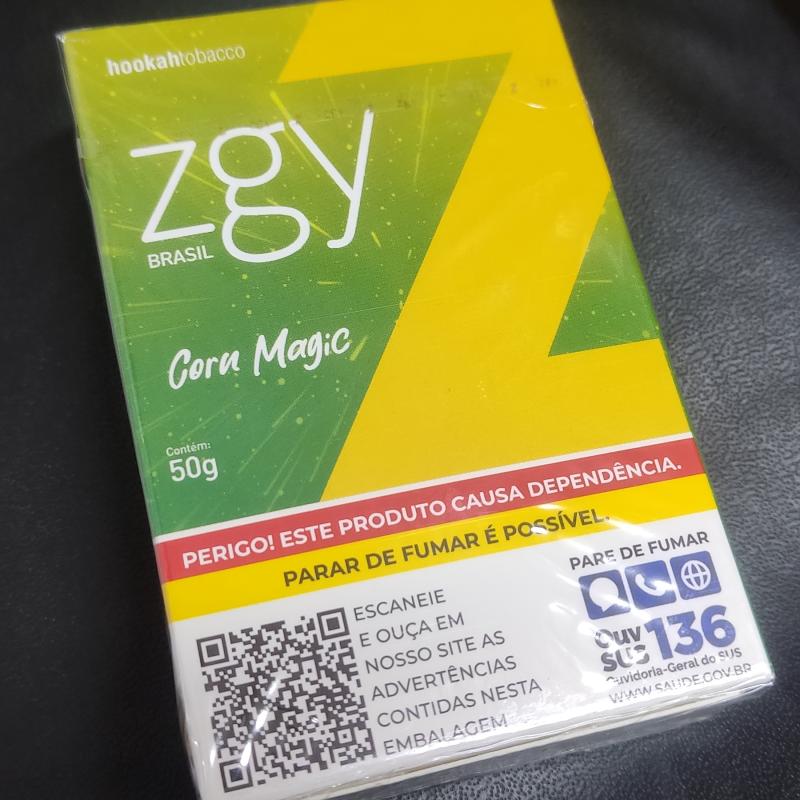 hookahtobacco
zgy
BRASIL
Corn Magic
Contém:
50g
PERIGO! ESTE PRODUTO CAUSA DEPENDÊNCIA.
PARAR DE FUMAR É POSSÍVEL.
ESCANEIE
E OUÇA EM
NOSSO SITE AS
ADVERTÊNCIAS
CONTIDAS NESTA
EMBALAGEM
PARE DE FUMAR
OUV
SUS 136
Ouvidoria-Geral do SUS
WWW.SAUDE.GOV.BR